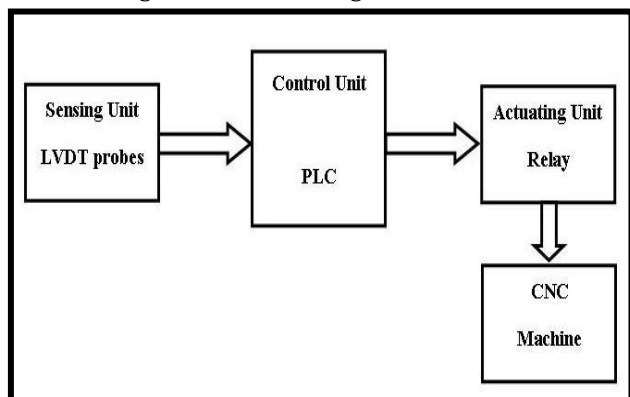 Sensing Unit
LVDT probes
Control Unit
PLC
Actuating Unit
Relay
CNC
Machine